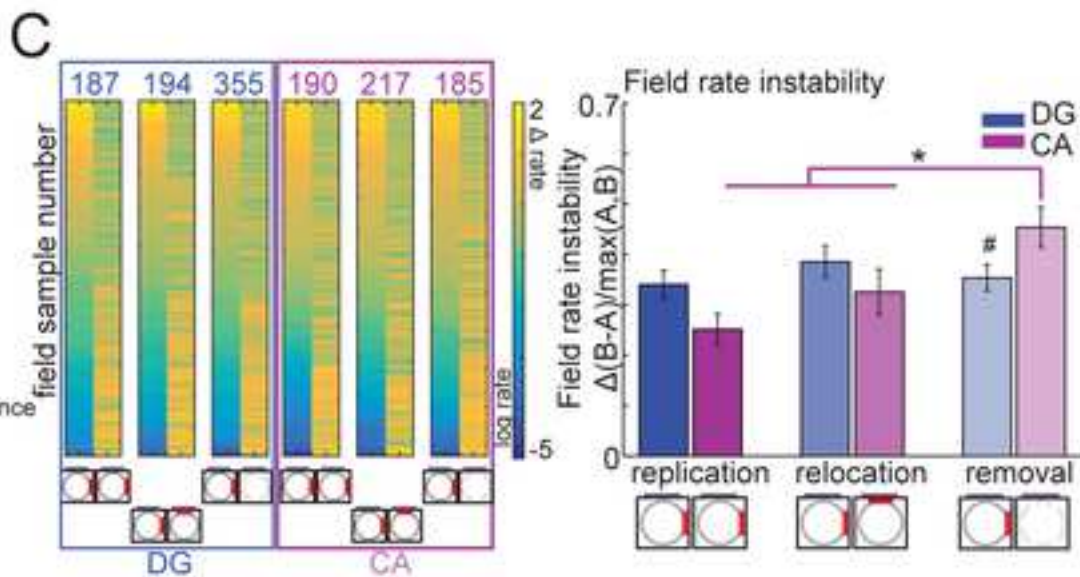 C
187 194 355 190 217 185
field sample number
nce
2
Δ rate
log rate
-5
DG
CA
Field rate instability
0.7
DG
CA
*
#
Field rate instability
Δ(B-A)/max(A,B)
0
replication relocation removal